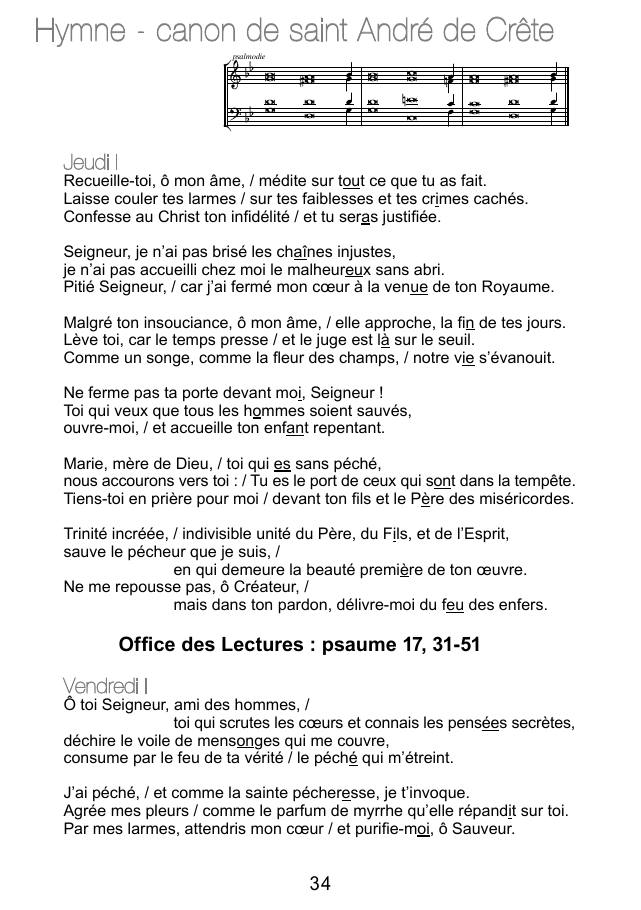 Hymne - canon de saint André de Crête
psalmodie
Jeudi I
Recueille-toi, ô mon âme, / médite sur tout ce que tu as fait.
Laisse couler tes larmes / sur tes faiblesses et tes crimes cachés.
Confesse au Christ ton infidélité / et tu seras justifiée.
Seigneur, je n’ai pas brisé les chaînes injustes,
je n’ai pas accueilli chez moi le malheureux sans abri.
Pitié Seigneur, / car j’ai fermé mon cœur à la venue de ton Royaume.
Malgré ton insouciance, ô mon âme, / elle approche, la fin de tes jours.
Lève toi, car le temps presse / et le juge est là sur le seuil.
Comme un songe, comme la fleur des champs, / notre vie s’évanouit.
Ne ferme pas ta porte devant moi, Seigneur !
Toi qui veux que tous les hommes soient sauvés,
ouvre-moi, / et accueille ton enfant repentant.
Marie, mère de Dieu, / toi qui es sans péché,
nous accourons vers toi : / Tu es le port de ceux qui sont dans la tempête.
Tiens-toi en prière pour moi / devant ton fils et le Père des miséricordes.
Trinité incréée, / indivisible unité du Père, du Fils, et de l’Esprit,
sauve le pécheur que je suis, /
en qui demeure la beauté première de ton œuvre.
Ne me repousse pas, ô Créateur, /
mais dans ton pardon, délivre-moi du feu des enfers.
Office des Lectures : psaume 17, 31-51
Vendredi I
Ô toi Seigneur, ami des hommes, /
toi qui scrutes les cœurs et connais les pensées secrètes,
déchire le voile de mensonges qui me couvre,
consume par le feu de ta vérité / le péché qui m’étreint.
J’ai péché, / et comme la sainte pécheresse, je t’invoque.
Agrée mes pleurs / comme le parfum de myrrhe qu’elle répandit sur toi.
Par mes larmes, attendris mon cœur / et purifie-moi, ô Sauveur.
34